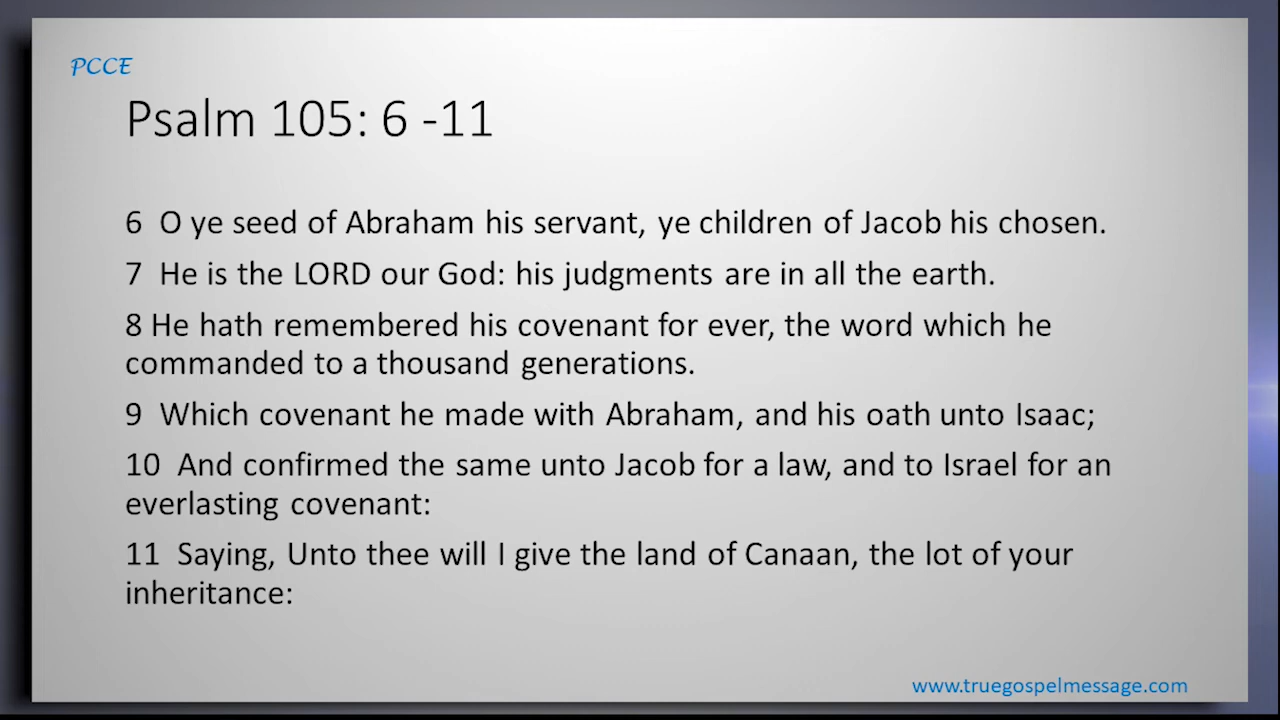 PCCE
Psalm 105: 6 -11
6  O ye seed of Abraham his servant, ye children of Jacob his chosen.
7  He is the LORD our God: his judgments are in all the earth.
8 He hath remembered his covenant for ever, the word which he
commanded to a thousand generations.
9  Which covenant he made with Abraham, and his oath unto Isaac;
10  And confirmed the same unto Jacob for a law, and to Israel for an
everlasting covenant:
11  Saying, Unto thee will I give the land of Canaan, the lot of your
inheritance:
www.truegospelmessage.com